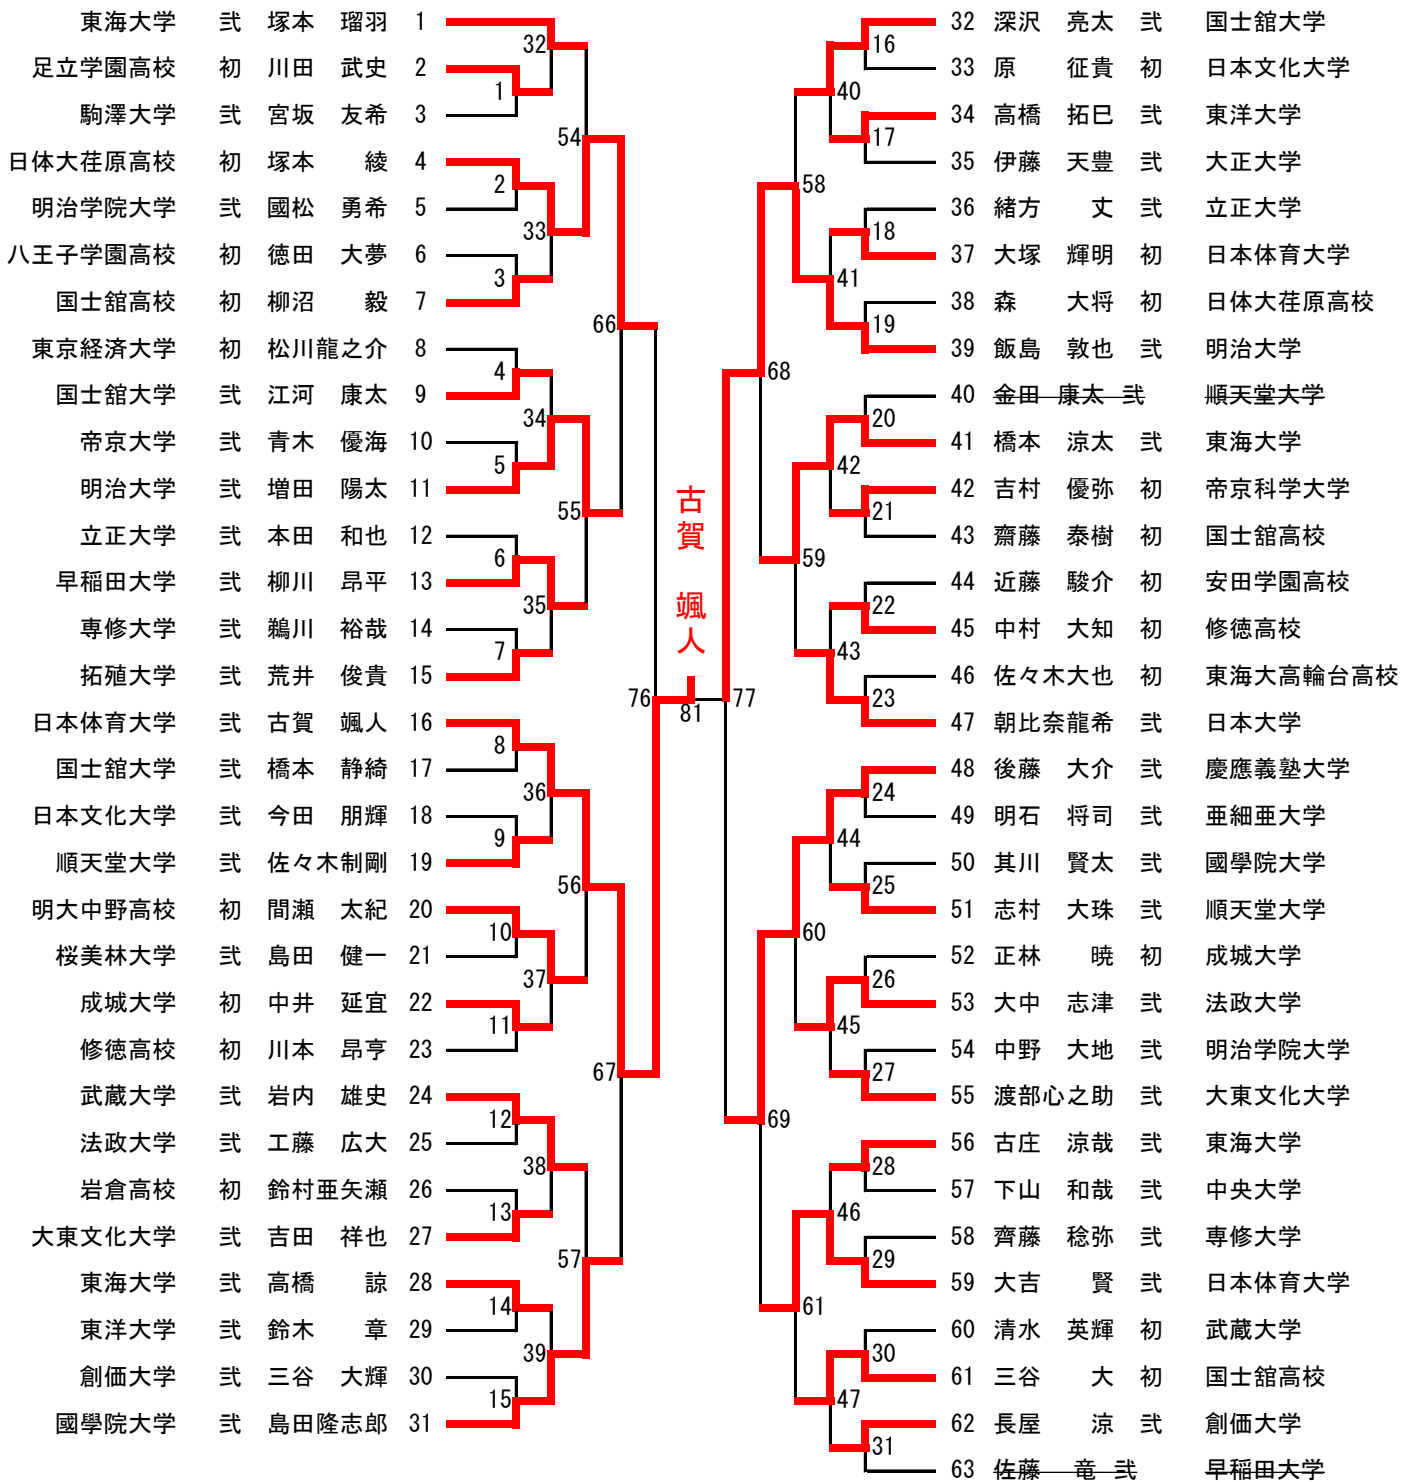 東海大学 弐 塚本 瑠羽 1
足立学園高校 初 川田 武史 2
駒澤大学 弐 宮坂 友希 3
日体大荏原高校 初 塚本 綾 4
明治学院大学 弐 國松 勇希 5
八王子学園高校 初 徳田 大夢 6
国士舘高校 初 柳沼 毅 7
東京経済大学 初 松川龍之介 8
国士舘大学 弐 江河 康太 9
帝京大学 弐 青木 優海 10
明治大学 弐 増田 陽太 11
立正大学 弐 本田 和也 12
早稲田大学 弐 柳川 昂平 13
専修大学 弐 鵜川 裕哉 14
拓殖大学 弐 荒井 俊貴 15
日本体育大学 弐 古賀 颯人 16
国士舘大学 弐 橋本 静綺 17
日本文化大学 弐 今田 朋輝 18
順天堂大学 弐 佐々木制剛 19
明大中野高校 初 間瀬 太紀 20
桜美林大学 弐 島田 健一 21
成城大学 初 中井 延宜 22
修徳高校 初 川本 昂亨 23
武蔵大学 弐 岩内 雄史 24
法政大学 弐 工藤 広大 25
岩倉高校 初 鈴村亜矢瀬 26
大東文化大学 弐 吉田 祥也 27
東海大学 弐 高橋 諒 28
東洋大学 弐 鈴木 章 29
創価大学 弐 三谷 大輝 30
國學院大学 弐 島田隆志郎 31
1
2
3
4
5
6
7
8
9
10
11
12
13
14
15
32
33
34
35
36
37
38
39
54
55
56
57
66
67
76
古賀 颯人
81
77
68
69
58
59
60
61
40
41
42
43
44
45
46
47
16
17
18
19
20
21
22
23
24
25
26
27
28
29
30
31
32 深沢 亮太 弐 国士舘大学
33 原 征貴 初 日本文化大学
34 高橋 拓巳 弐 東洋大学
35 伊藤 天豊 弐 大正大学
36 緒方 丈 弐 立正大学
37 大塚 輝明 初 日本体育大学
38 森 大将 初 日体大荏原高校
39 飯島 敦也 弐 明治大学
40 金田 康太 弐 順天堂大学
41 橋本 涼太 弐 東海大学
42 吉村 優弥 初 帝京科学大学
43 齋藤 泰樹 初 国士舘高校
44 近藤 駿介 初 安田学園高校
45 中村 大知 初 修徳高校
46 佐々木大也 初 東海大高輪台高校
47 朝比奈龍希 弐 日本大学
48 後藤 大介 弐 慶應義塾大学
49 明石 将司 弐 亜細亜大学
50 其川 賢太 弐 國學院大学
51 志村 大珠 弐 順天堂大学
52 正林 暁 初 成城大学
53 大中 志津 弐 法政大学
54 中野 大地 弐 明治学院大学
55 渡部心之助 弐 大東文化大学
56 古庄 涼哉 弐 東海大学
57 下山 和哉 弐 中央大学
58 齊藤 稔弥 弐 専修大学
59 大吉 賢 弐 日本体育大学
60 清水 英輝 初 武蔵大学
61 三谷 大 初 国士舘高校
62 長屋 涼 弐 創価大学
63 佐藤 竜 弐 早稲田大学